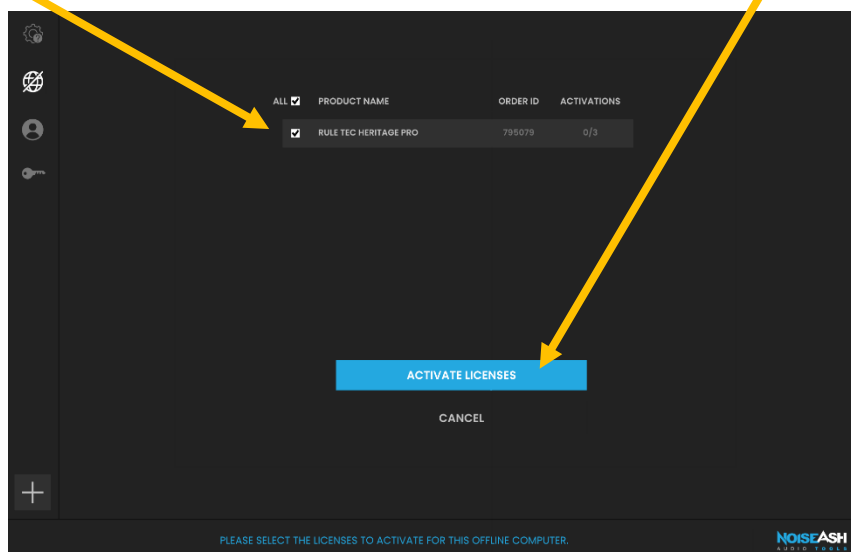 ALL PRODUCT NAME ORDER ID ACTIVATIONS
RULE TEC HERITAGE PRO 795079 0/3
ACTIVATE LICENSES
CANCEL
PLEASE SELECT THE LICENSES TO ACTIVATE FOR THIS OFFLINE COMPUTER.
NOISEASH
AUDIO TOOLS